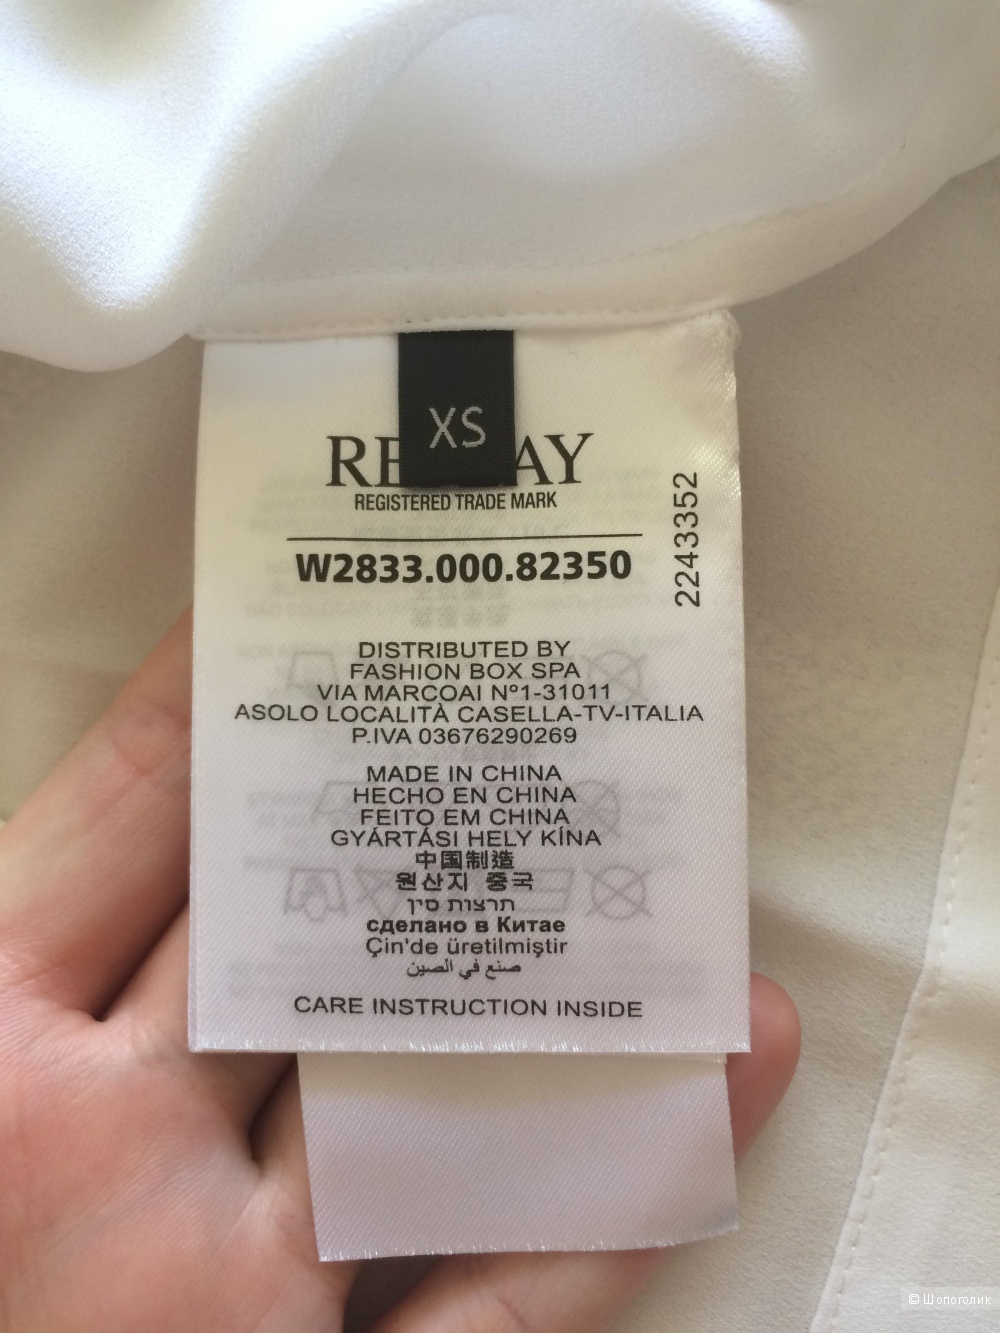 XS
RE AY
REGISTERED TRADE MARK
W2833.000.82350
2243352
DISTRIBUTED BY
FASHION BOX SPA
VIA MARCOAI Nº1-31011
ASOLO LOCALITÀ CASELLA-TV-ITALIA
P.IVA 03676290269
MADE IN CHINA
HECHO EN CHINA
FEITO EM CHINA
GYÁRTÁSI HELY KÍNA
中国制造
원산지 중국
תרצות סין
сделано в Китае
Çin'de üretilmiştir
صنع في الصين
CARE INSTRUCTION INSIDE
© Шопоголик